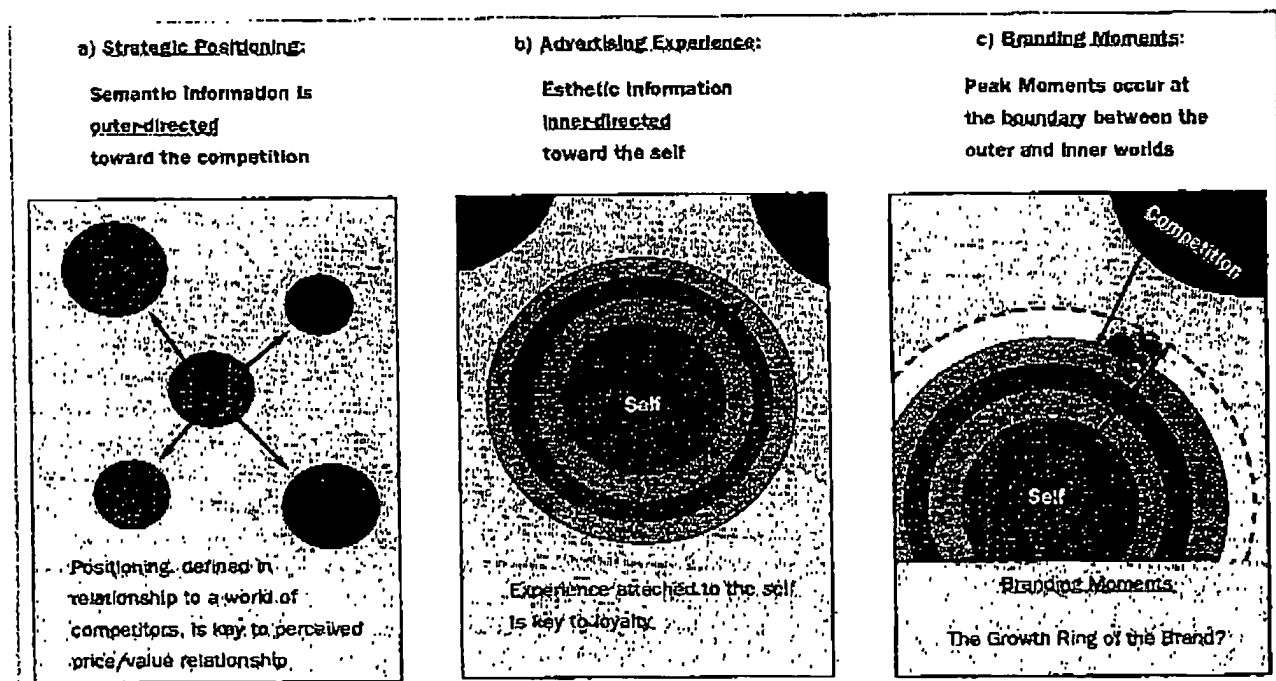 a) Strategic Positioning:
Semantic Information is
outer-directed
toward the competition
Positioning, defined in
relationship to a world of
competitors, is key to perceived
price/value relationship
b) Advertising Experience:
Esthetic Information
Inner-directed
toward the self
Self
Experience attached to the self
is key to loyalty
c) Branding Moments:
Peak Moments occur at
the boundary between the
outer and inner worlds
Competition
Self
Branding Moments
The Growth Ring of the Brand?